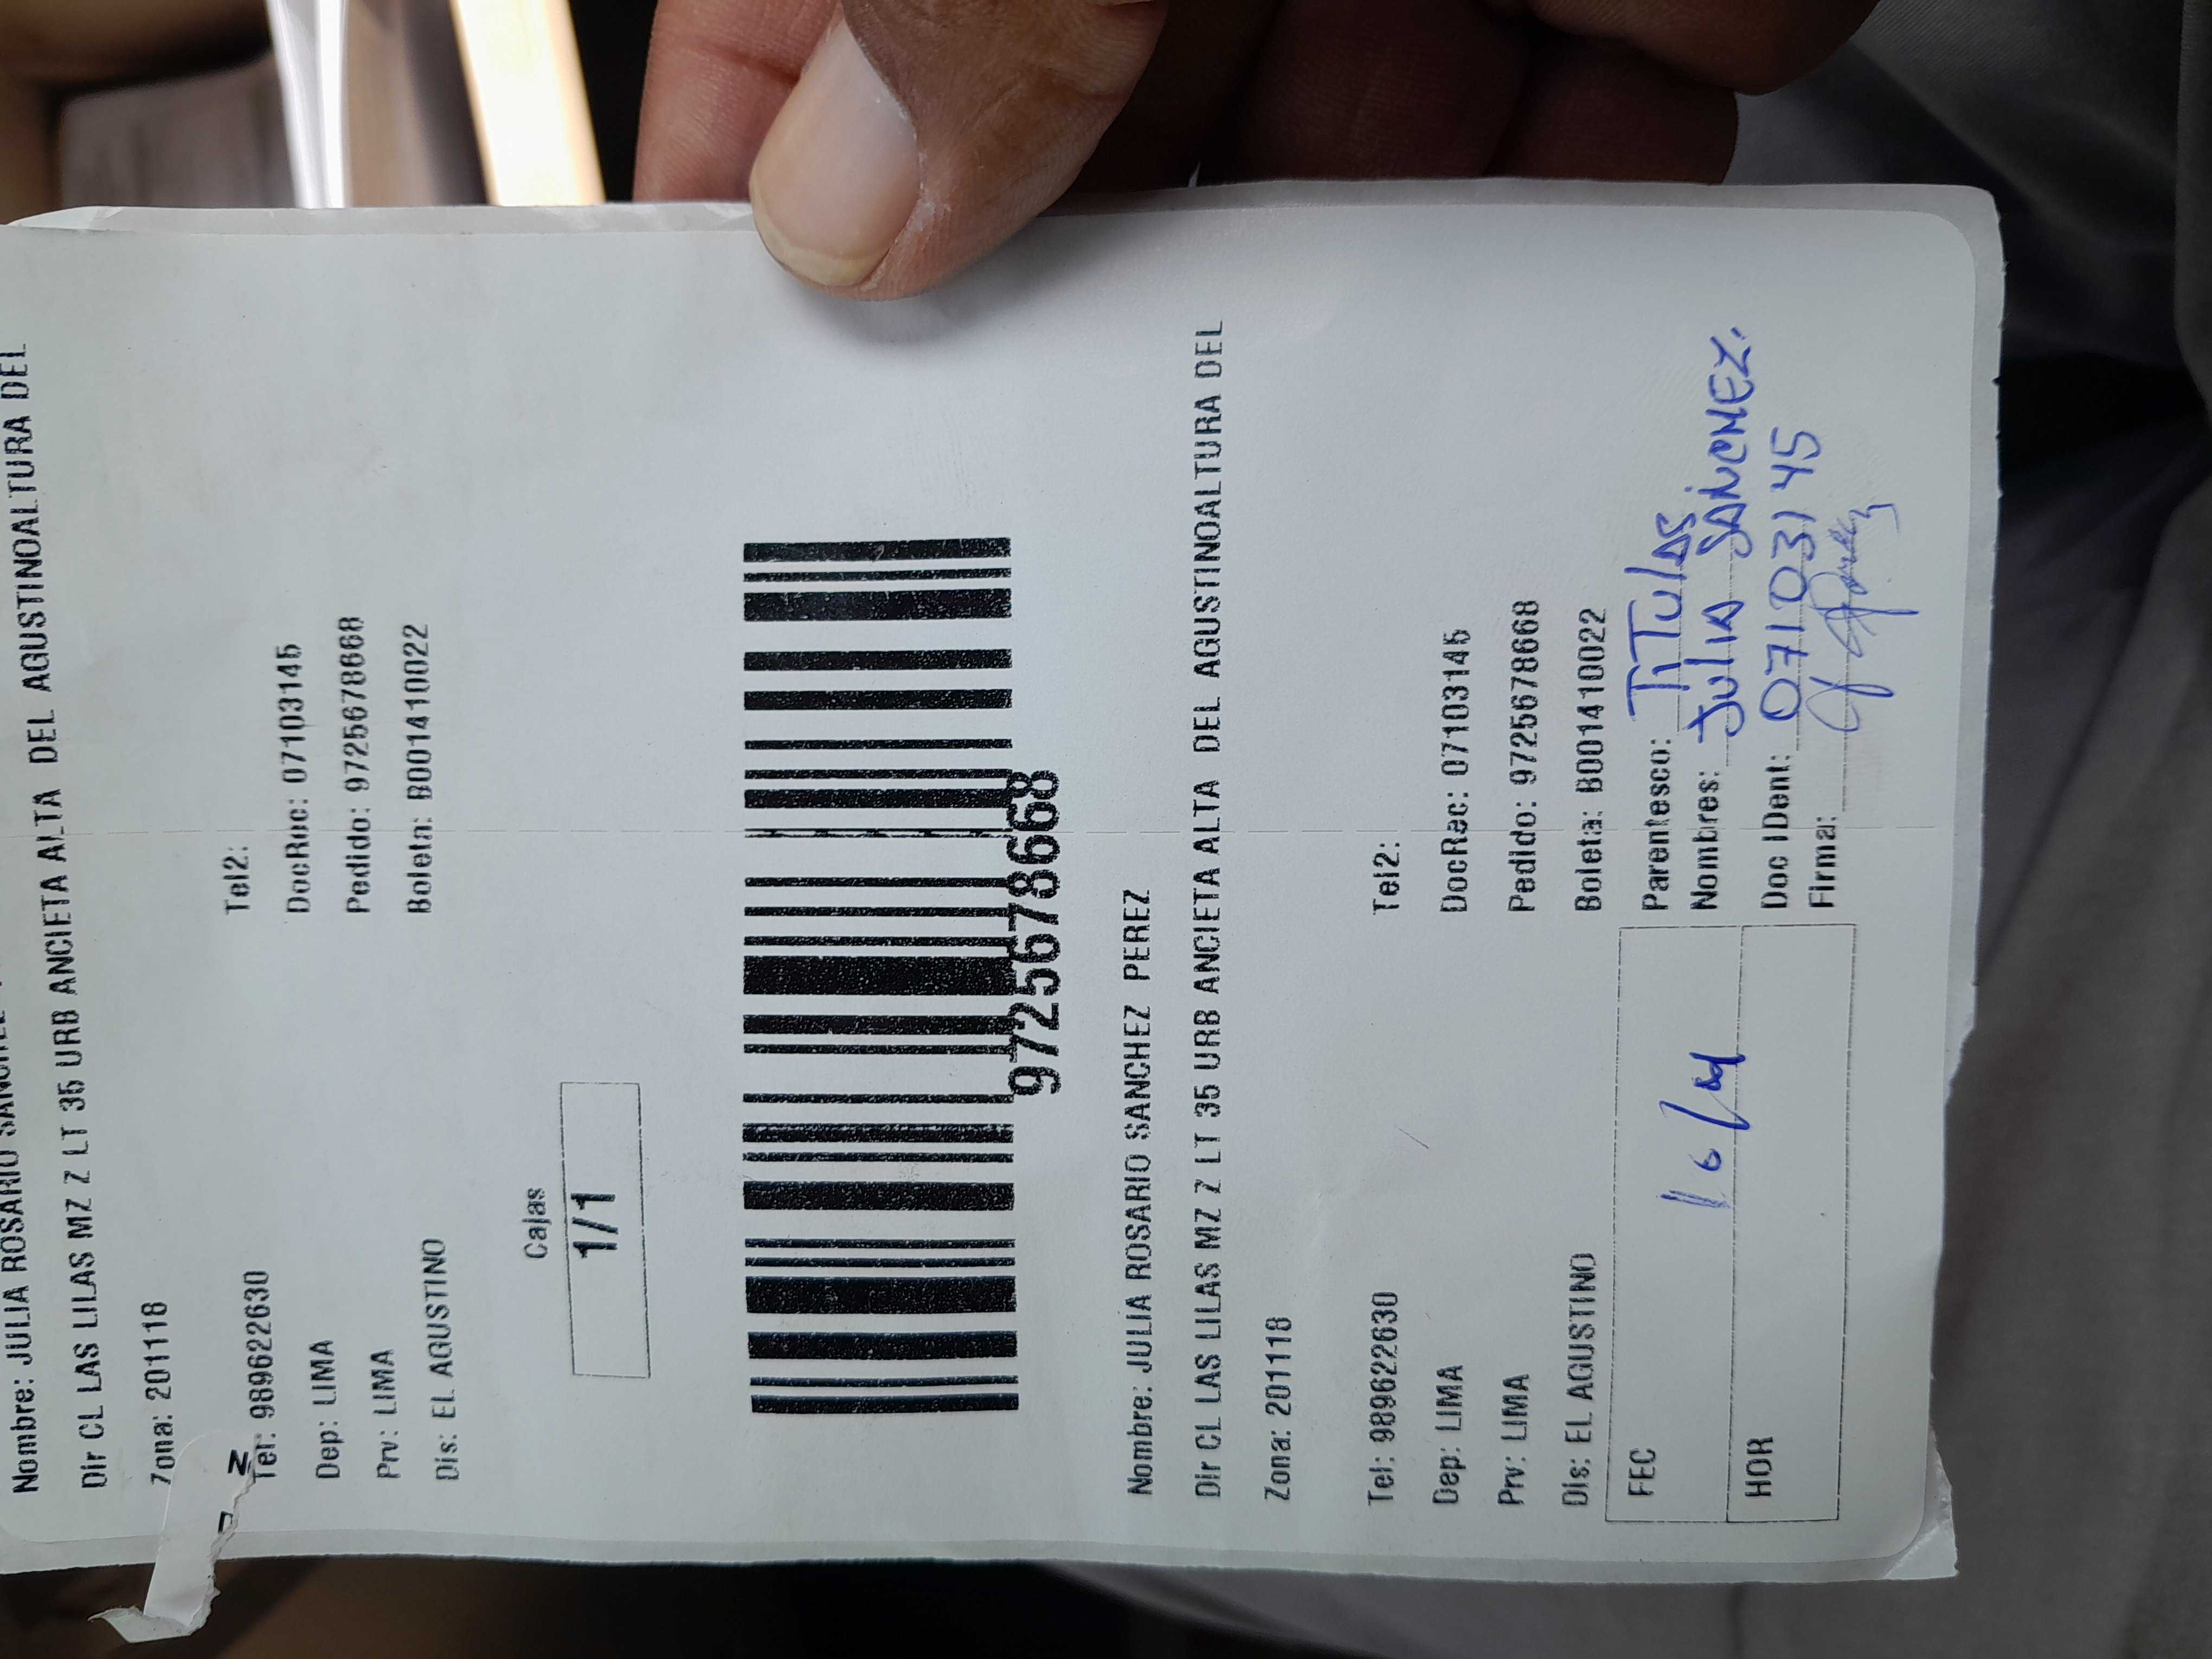 Nombre: JULIA ROSARIO
Dir CL LAS LILAS MZ Z LT 35 URB ANCIETA ALTA DEL AGUSTINOALTURA DEL
Zona: 201118
Z
Tel: 989622630 Tel2:
Dep: LIMA DocRec: 07103145
Prv: LIMA Pedido: 97256786​68
Dis: EL AGUSTINO Boleta: B001410022
Cajas
1/1
9725678668
Nombre: JULIA ROSARIO SANCHEZ PEREZ
Dir CL LAS LILAS MZ Z LT 35 URB ANCIETA ALTA DEL AGUSTINOALTURA DEL
Zona: 201118
Tel: 989622630 Tel2:
Dep: LIMA DocRec: 07103145
Prv: LIMA Pedido: 9725678668
Dis: EL AGUSTINO Boleta: B001410022
FEC
HOR
Parentesco: TITULAR
Nombres: JULIA SANCHEZ.
Doc IDent: 07103145
Firma: